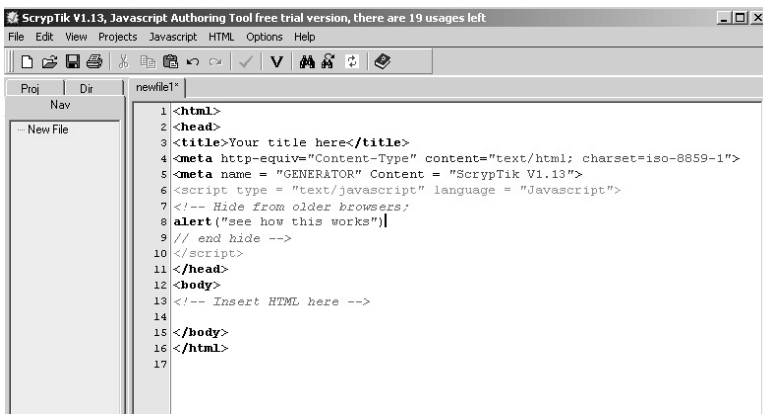 ScrypTik V1.13, Javascript Authoring Tool free trial version, there are 19 usages left
File Edit View Projects Javascript HTML Options Help
V
Proj Dir newfile1*
Nav
New File
1 <html>
2 <head>
3 <title>Your title here</title>
4 <meta http-equiv="Content-Type" content="text/html; charset=iso-8859-1">
5 <meta name = "GENERATOR" Content = "ScrypTik V1.13">
6 <script type = "text/javascript" language = "Javascript">
7 <!-- Hide from older browsers;
8 alert("see how this works")
9 // end hide -->
10 </script>
11 </head>
12 <body>
13 <!-- Insert HTML here -->
14
15 </body>
16 </html>
17